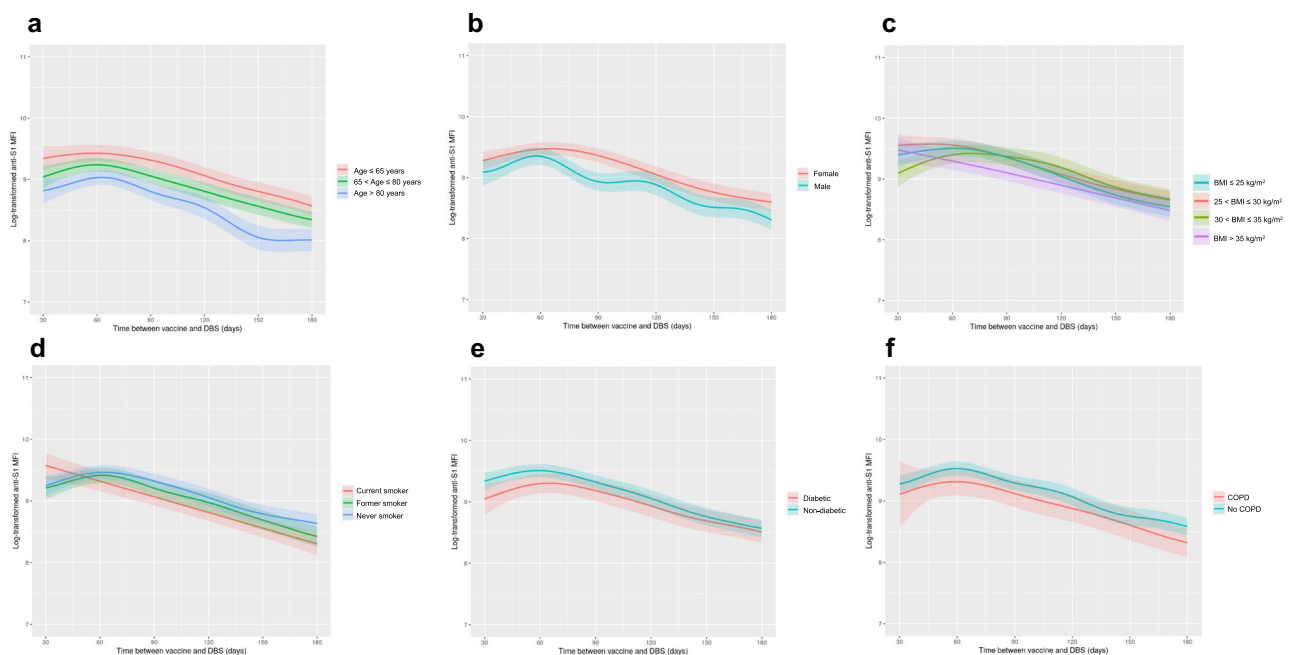 a
11
10
9
8
7
Log-transformed anti-S1 MFI
30 60 90 120 150 180
Time between vaccine and DBS (days)
Age ≤ 65 years
65 < Age ≤ 80 years
Age > 80 years
b
11
10
9
8
7
Log-transformed anti-S1 MFI
30 60 90 120 150 180
Time between vaccine and DBS (days)
Female
Male
c
11
10
9
8
7
Log-transformed anti-S1 MFI
30 60 90 120 150 180
Time between vaccine and DBS (days)
BMI ≤ 25 kg/m²
25 < BMI ≤ 30 kg/m²
30 < BMI ≤ 35 kg/m²
BMI > 35 kg/m²
d
11
10
9
8
7
Log-transformed anti-S1 MFI
30 60 90 120 150 180
Time between vaccine and DBS (days)
Current smoker
Former smoker
Never smoker
e
11
10
9
8
7
Log-transformed anti-S1 MFI
30 60 90 120 150 180
Time between vaccine and DBS (days)
Diabetic
Non-diabetic
f
11
10
9
8
7
Log-transformed anti-S1 MFI
30 60 90 120 150 180
Time between vaccine and DBS (days)
COPD
No COPD